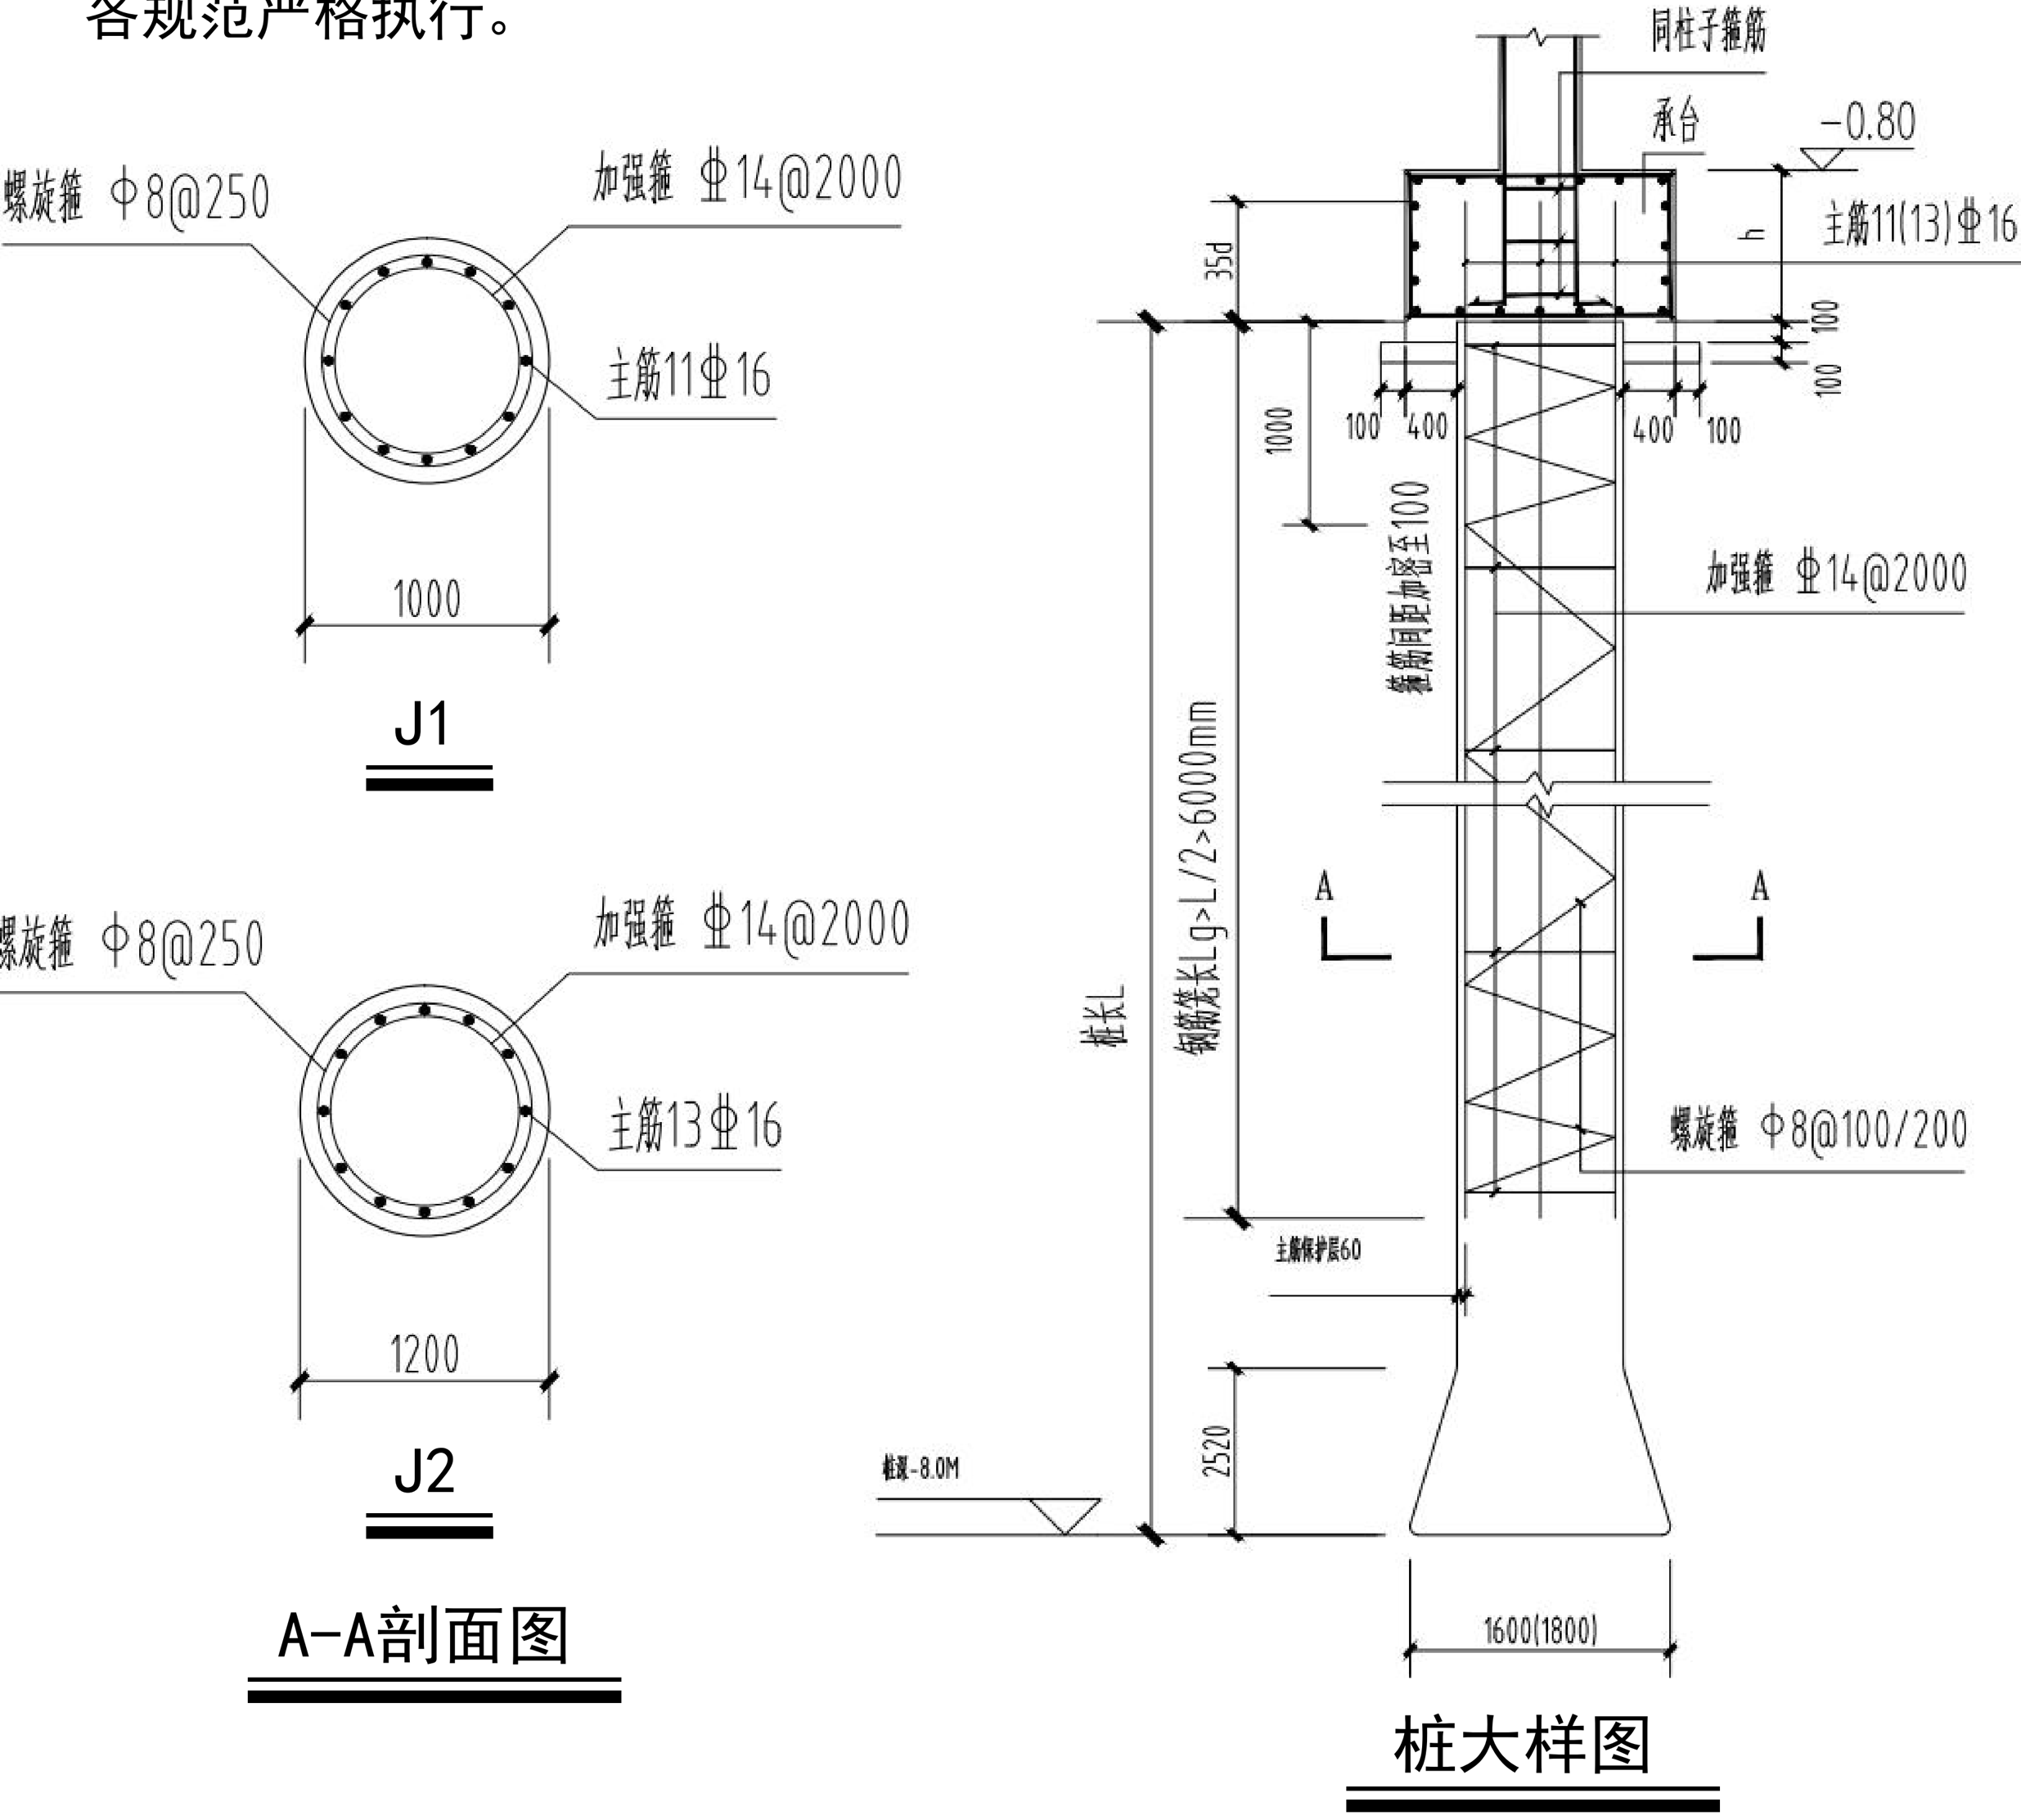 各规范严格执行。
螺旋箍 Φ8@250
加强箍 Φ14@2000
主筋11Φ16
1000
J1
螺旋箍 Φ8@250
加强箍 Φ14@2000
主筋13Φ16
1200
J2
A-A剖面图
同柱子箍筋
承台
-0.80
主筋11(13)Φ16
35d
h
100
100
100
400
400
100
1000
箍筋间距加密至100
加强箍 Φ14@2000
钢筋笼长Lg>L/2>6000mm
桩长L
A
A
螺旋箍 Φ8@100/200
主筋保护层60
2520
桩深-8.0M
1600(1800)
桩大样图